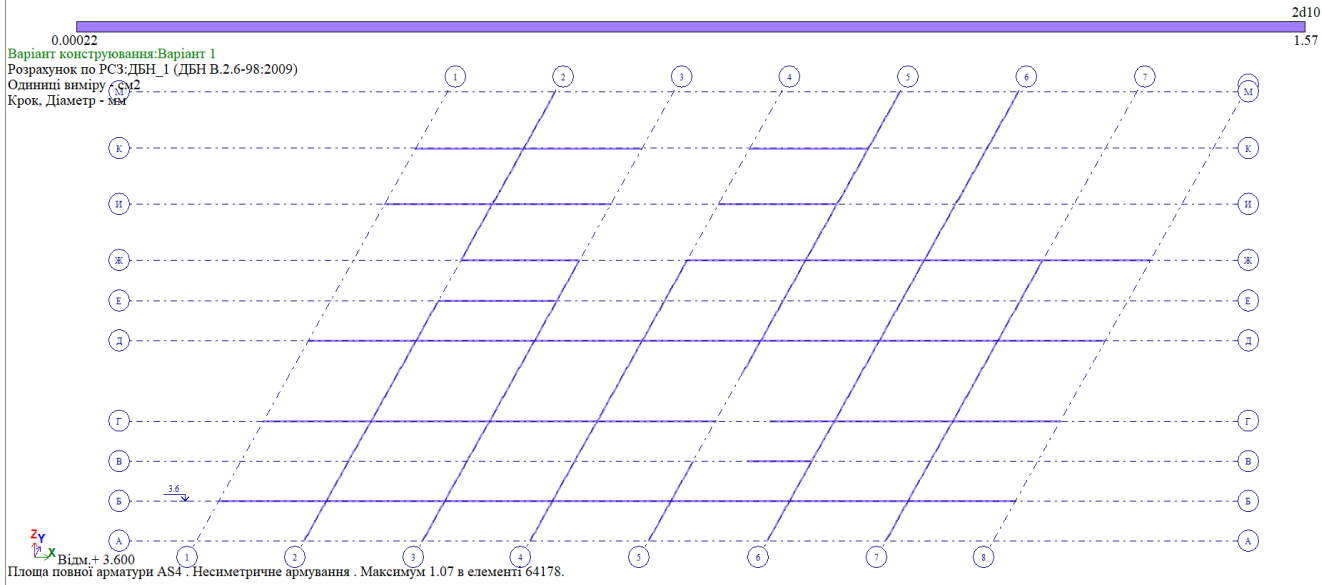 2d10
0.00022
1.57
Варіант конструювання:Варіант 1
Розрахунок по РСЗ:ДБН_1 (ДБН В.2.6-98:2009)
Одиниці виміру - см2
Крок, Діаметр - мм
1 2 3 4 5 6 7
М М
К К
И И
Ж Ж
Е Е
Д Д
Г Г
В В
3.6
Б Б
А А
Z
Y
X
Відм.+ 3.600
1 2 3 4 5 6 7 8
Площа повної арматури AS4 . Несиметричне армування . Максимум 1.07 в елементі 64178.